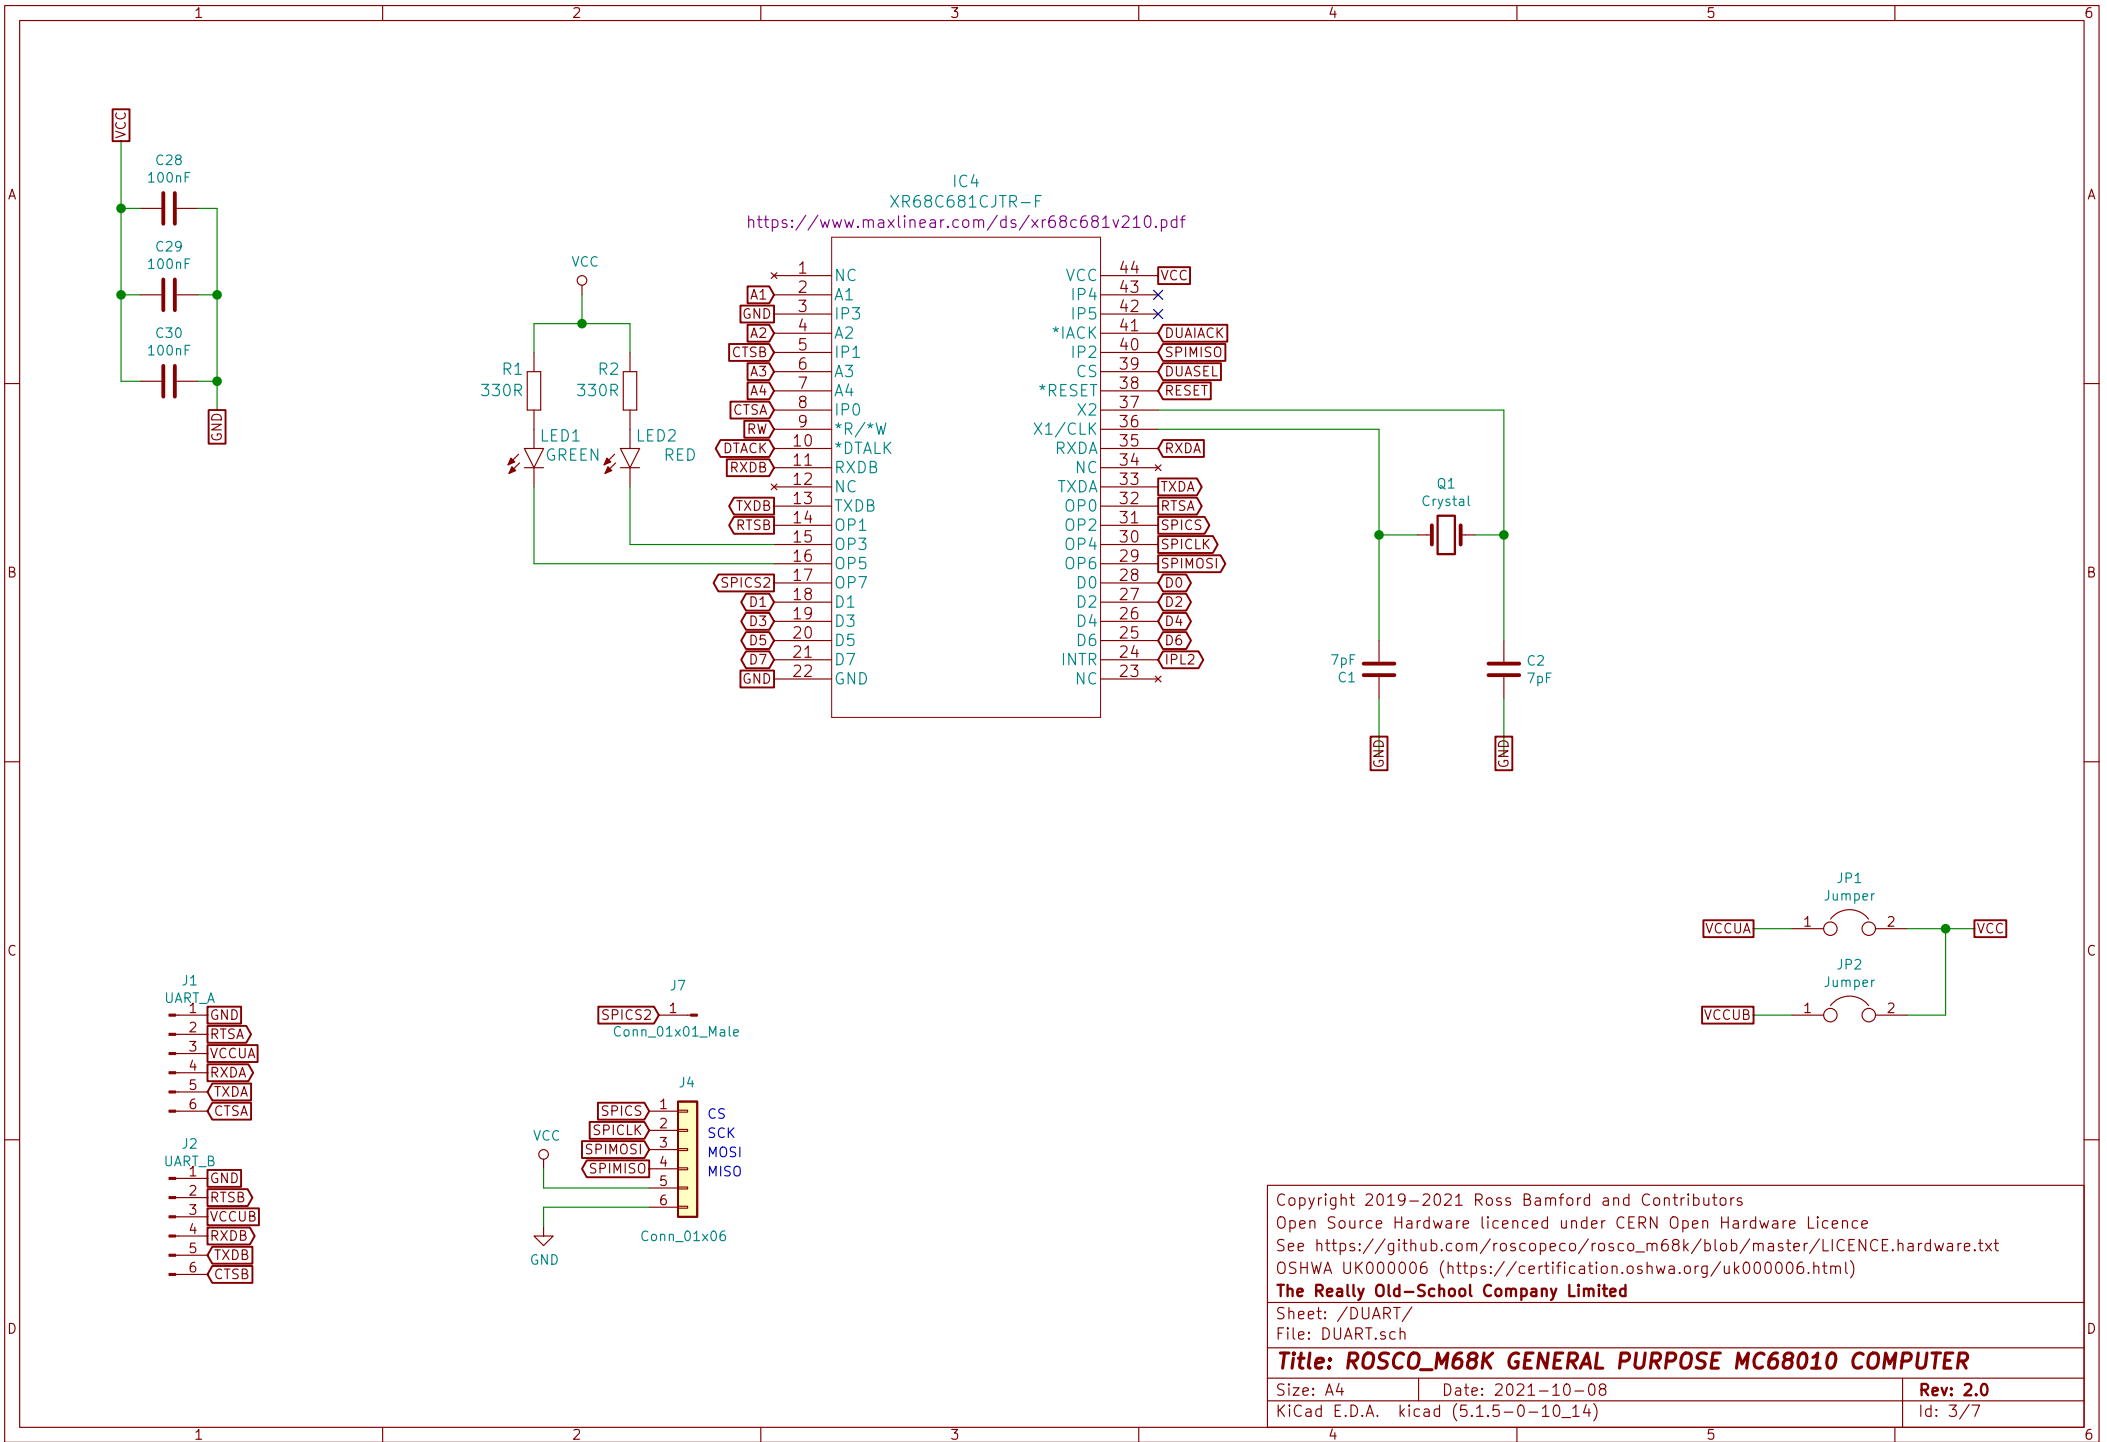 1 2 3 4 5 6
A
B
C
D
A
B
C
D
1 2 3 4 5 6
VCC
C28
100nF
C29
100nF
C30
100nF
GND
VCC
R1
330R
R2
330R
LED1
GREEN
LED2
RED
IC4
XR68C681CJTR-F
https://www.maxlinear.com/ds/xr68c681v210.pdf
1 NC
A1 2 A1
GND 3 IP3
A2 4 A2
CTSB 5 IP1
A3 6 A3
A4 7 A4
CTSA 8 IP0
RW 9 *R/*W
DTACK 10 *DTALK
RXDB 11 RXDB
12 NC
TXDB 13 TXDB
RTSB 14 OP1
15 OP3
16 OP5
SPICS2 17 OP7
D1 18 D1
D3 19 D3
D5 20 D5
D7 21 D7
GND 22 GND
VCC 44 VCC
IP4 43
IP5 42
*IACK 41 DUAIACK
IP2 40 SPIMISO
CS 39 DUASEL
*RESET 38 RESET
X2 37
X1/CLK 36
RXDA 35 RXDA
NC 34
TXDA 33 TXDA
OP0 32 RTSA
OP2 31 SPICS
OP4 30 SPICLK
OP6 29 SPIMOSI
D0 28 D0
D2 27 D2
D4 26 D4
D6 25 D6
INTR 24 IPL2
NC 23
Q1
Crystal
7pF
C1
C2
7pF
GND
GND
JP1
Jumper
VCCUA 1 2 VCC
JP2
Jumper
VCCUB 1 2
J1
UART_A
1 GND
2 RTSA
3 VCCUA
4 RXDA
5 TXDA
6 CTSA
J2
UART_B
1 GND
2 RTSB
3 VCCUB
4 RXDB
5 TXDB
6 CTSB
J7
SPICS2 1
Conn_01x01_Male
J4
SPICS 1 CS
SPICLK 2 SCK
SPIMOSI 3 MOSI
SPIMISO 4 MISO
VCC
5
6
GND
Conn_01x06
Copyright 2019-2021 Ross Bamford and Contributors
Open Source Hardware licenced under CERN Open Hardware Licence
See https://github.com/roscopeco/rosco_m68k/blob/master/LICENCE.hardware.txt
OSHWA UK000006 (https://certification.oshwa.org/uk000006.html)
The Really Old-School Company Limited
Sheet: /DUART/
File: DUART.sch
Title: ROSCO_M68K GENERAL PURPOSE MC68010 COMPUTER
Size: A4 Date: 2021-10-08 Rev: 2.0
KiCad E.D.A. kicad (5.1.5-0-10_14) Id: 3/7